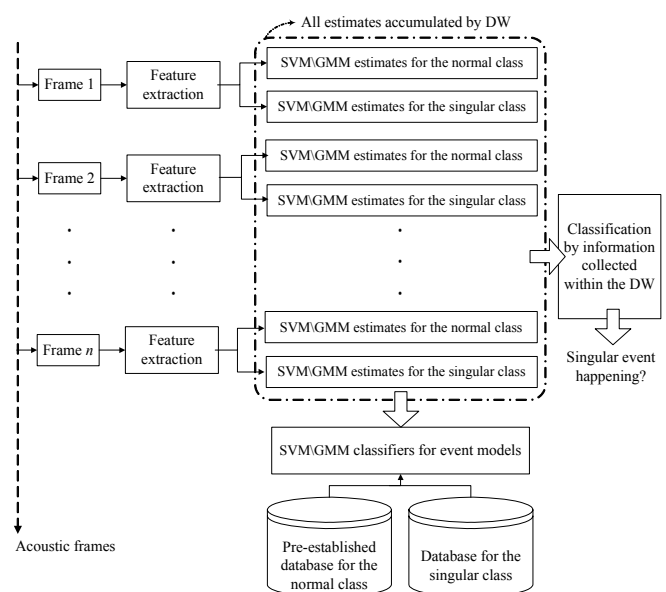 All estimates accumulated by DW
Frame 1
Feature
extraction
SVM\GMM estimates for the normal class
SVM\GMM estimates for the singular class
Frame 2
Feature
extraction
SVM\GMM estimates for the normal class
SVM\GMM estimates for the singular class
Classification
by information
collected
within the DW
Frame n
Feature
extraction
SVM\GMM estimates for the normal class
SVM\GMM estimates for the singular class
Singular event
happening?
SVM\GMM classifiers for event models
Acoustic frames
Pre-established
database for the
normal class
Database for the
singular class